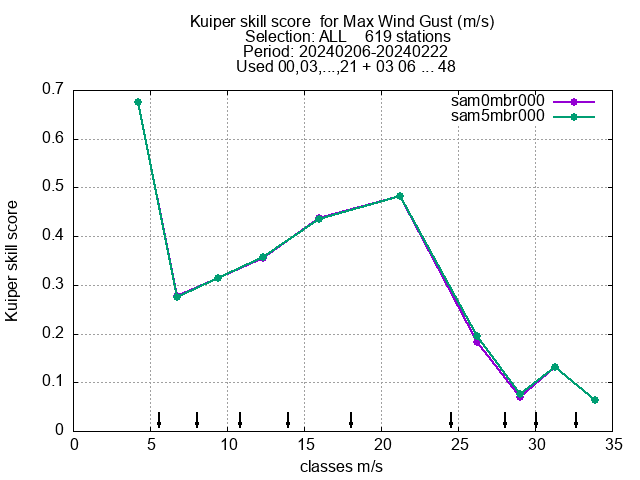 Kuiper skill score for Max Wind Gust (m/s)
Selection: ALL 619 stations
Period: 20240206-20240222
Used 00,03,...,21 + 03 06 ... 48
sam0mbr000
sam5mbr000
Kuiper skill score
0.7
0.6
0.5
0.4
0.3
0.2
0.1
0
0 5 10 15 20 25 30 35
classes m/s